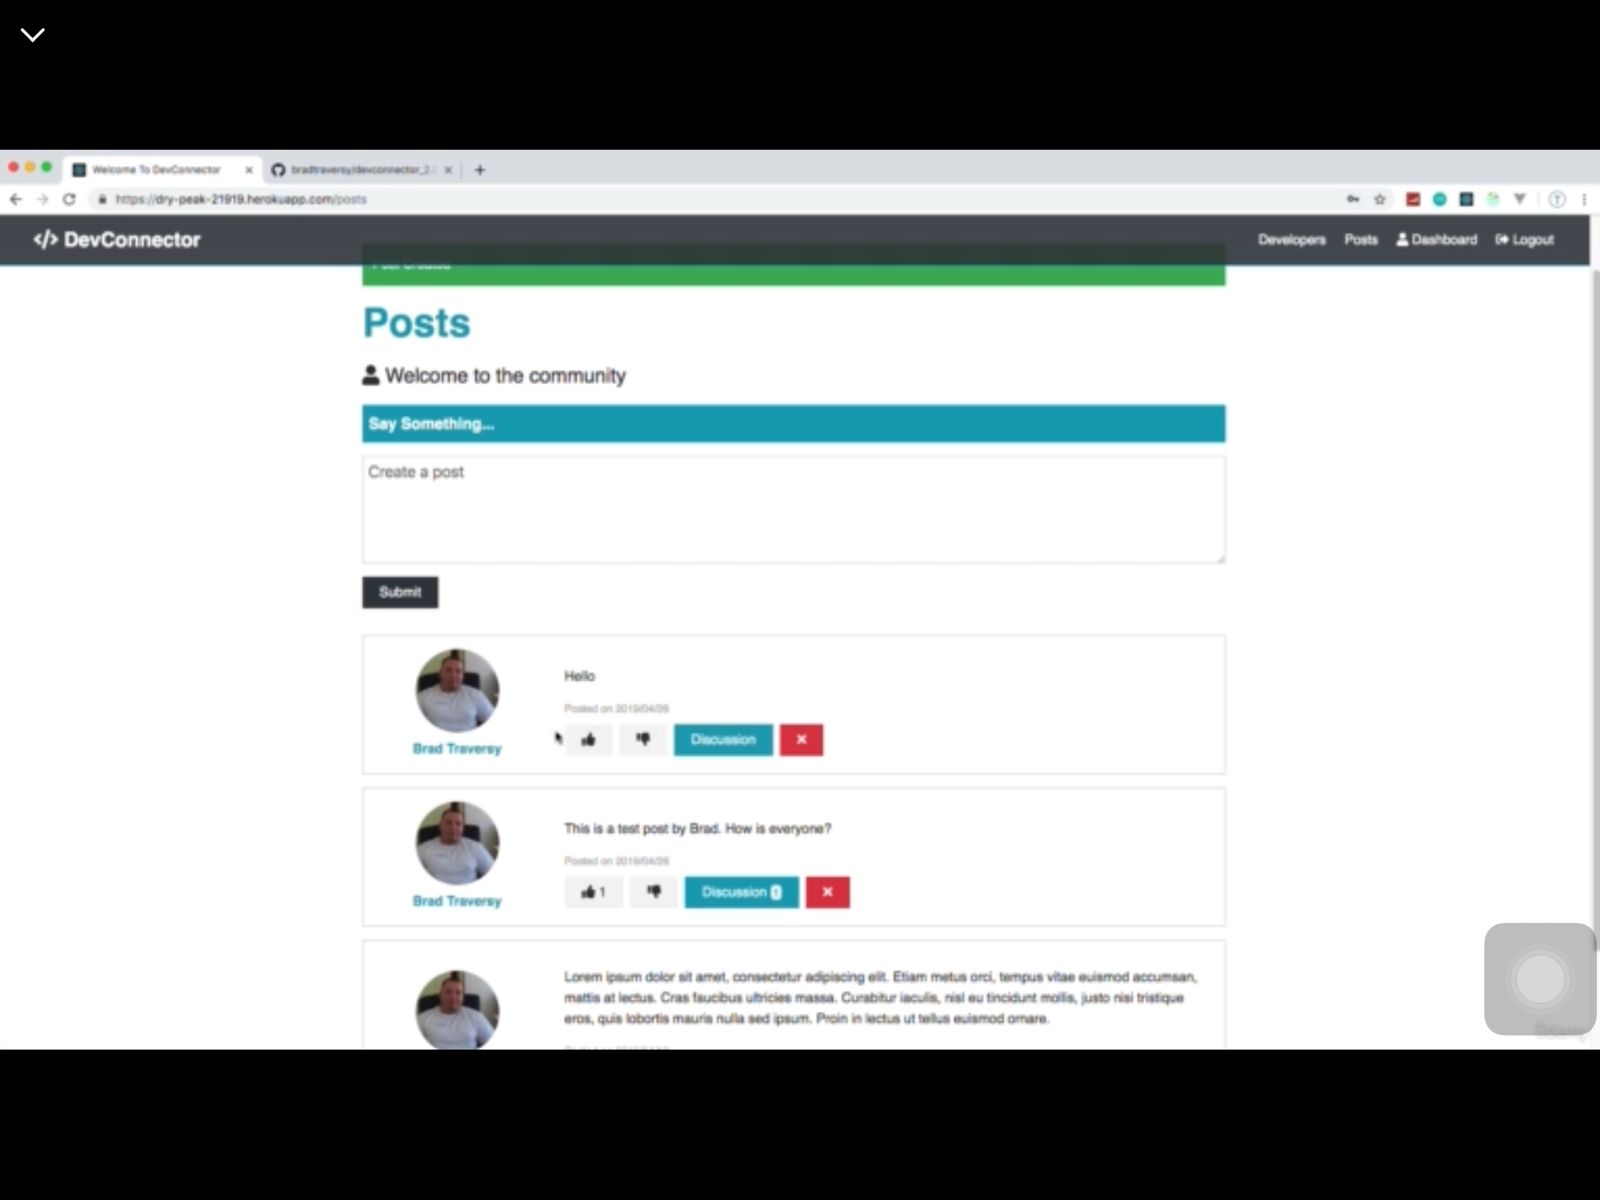 Welcome To DevConnector
bradtraversy/devconnector_2.
https://dry-peak-21919.herokuapp.com/posts
</> DevConnector
Developers Posts Dashboard Logout
Post Created
Posts
Welcome to the community
Say Something...
Create a post
Submit
Hello
Posted on 2019/04/26
Brad Traversy
Discussion
This is a test post by Brad. How is everyone?
Posted on 2019/04/26
Brad Traversy
1
Discussion 1
Lorem ipsum dolor sit amet, consectetur adipiscing elit. Etiam metus orci, tempus vitae euismod accumsan,
mattis at lectus. Cras faucibus ultricies massa. Curabitur iaculis, nisl eu tincidunt mollis, justo nisi tristique
eros, quis lobortis mauris nulla sed ipsum. Proin in lectus ut tellus euismod ornare.